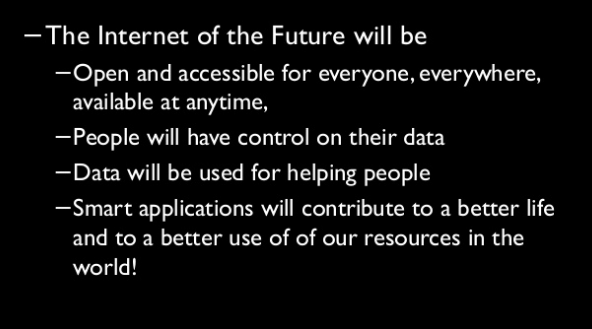 – The Internet of the Future will be
– Open and accessible for everyone, everywhere,
available at anytime,
– People will have control on their data
– Data will be used for helping people
– Smart applications will contribute to a better life
and to a better use of of our resources in the
world!